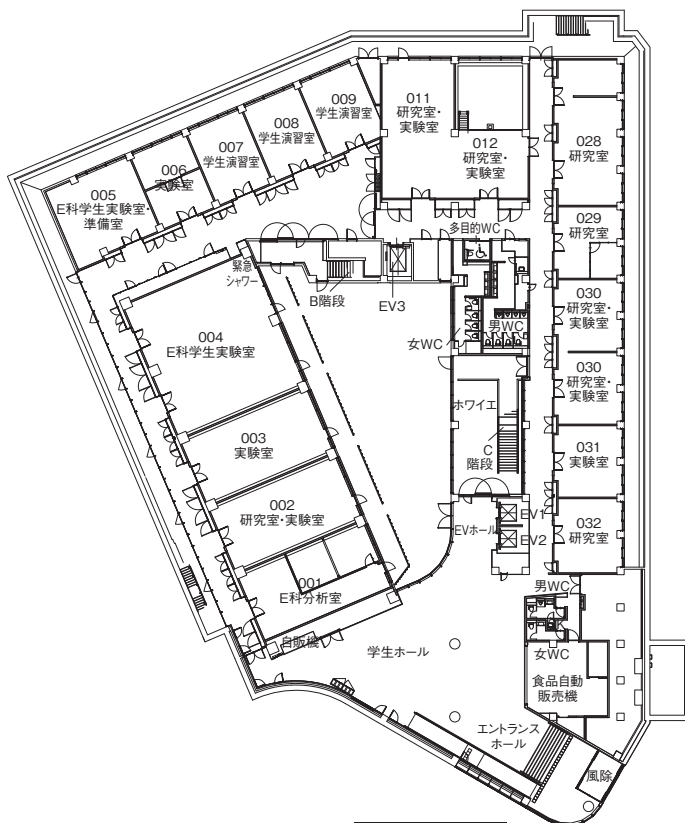 009
学生演習室
008
学生演習室
007
学生演習室
006
実験室
005
E科学生実験室・
準備室
011
研究室・
実験室
012
研究室・
実験室
028
研究室
029
研究室
030
研究室・
実験室
030
研究室・
実験室
031
実験室
032
研究室
多目的WC
緊急
シャワー
B階段
EV3
女WC
男WC
ホワイエ
C
階段
004
E科学生実験室
003
実験室
002
研究室・実験室
001
E科分析室
EVホール
EV1
EV2
自販機
学生ホール
男WC
女WC
食品自動
販売機
エントランス
ホール
風除